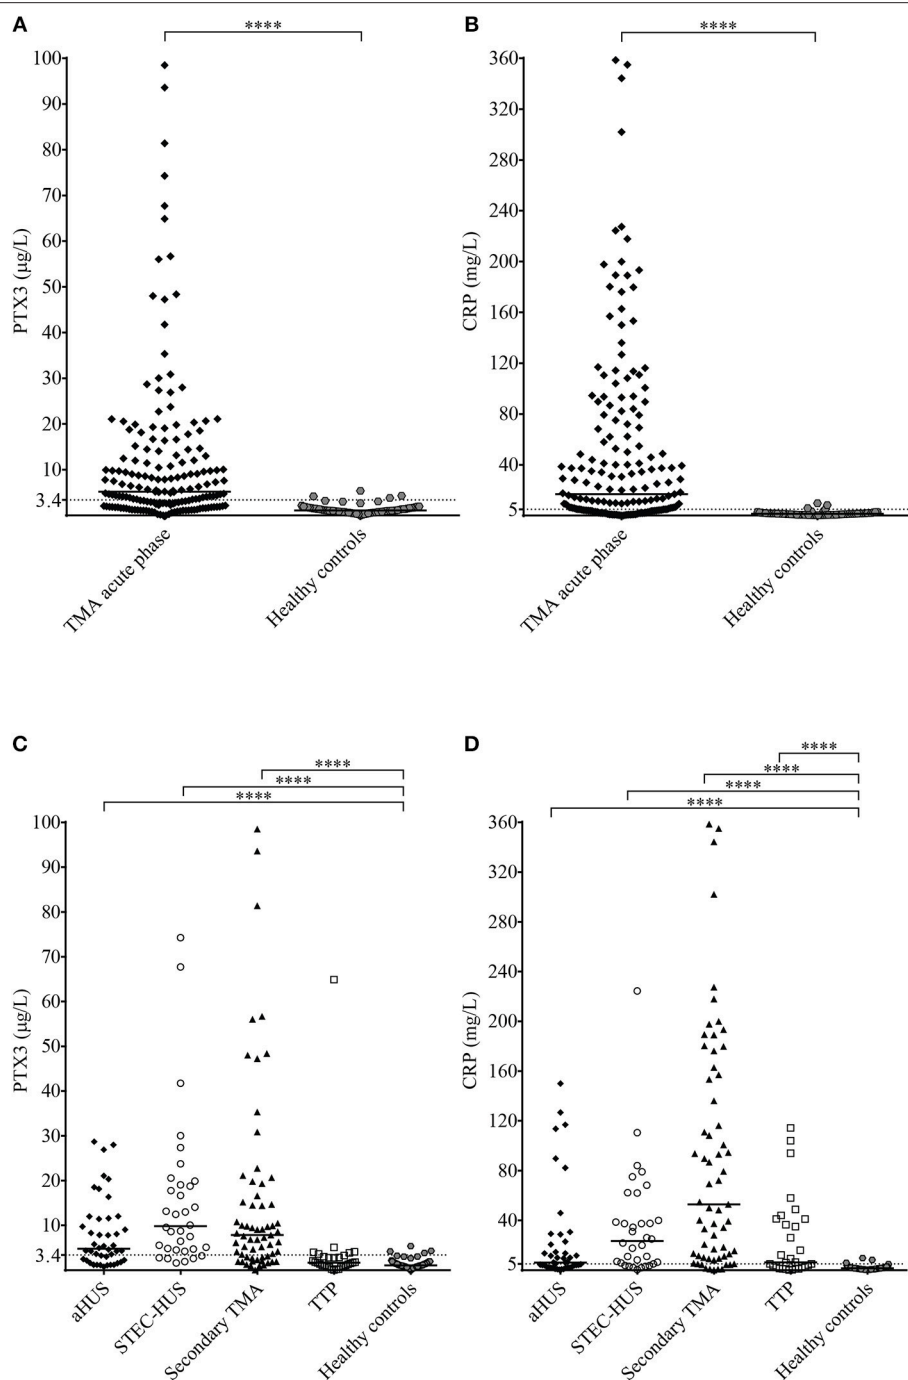 A
****
100
90
80
70
60
50
40
30
20
10
3.4
PTX3 (μg/L)
TMA acute phase
Healthy controls
B
****
360
320
280
240
200
160
120
80
40
5
CRP (mg/L)
TMA acute phase
Healthy controls
C
****
****
****
100
90
80
70
60
50
40
30
20
10
3.4
PTX3 (μg/L)
aHUS
STEC-HUS
Secondary TMA
TTP
Healthy controls
D
****
****
****
****
360
320
280
240
200
160
120
80
40
5
CRP (mg/L)
aHUS
STEC-HUS
Secondary TMA
TTP
Healthy controls